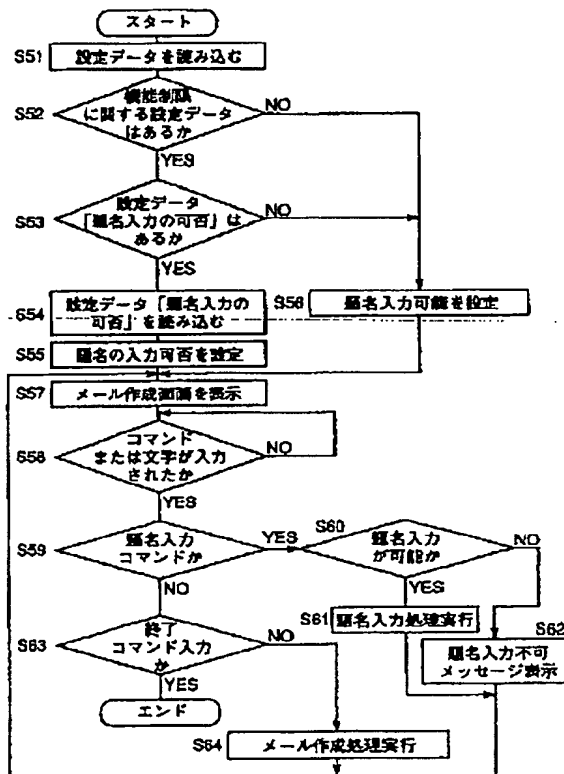 スタート
S51
設定データを読み込む
S52
機能制限
に関する設定データ
はあるか
NO
YES
S53
設定データ
「題名入力の可否」は
あるか
NO
YES
S54
設定データ「題名入力の
可否」を読み込む
S56
題名入力可能を設定
S55
題名の入力可否を設定
S57
メール作成画面を表示
S58
コマンド
または文字が入力
されたか
NO
YES
S59
題名入力
コマンドか
YES
NO
S60
題名入力
が可能か
NO
YES
S61
題名入力処理実行
S62
題名入力不可
メッセージ表示
S63
終了
コマンド入力
か
NO
YES
エンド
S64
メール作成処理実行